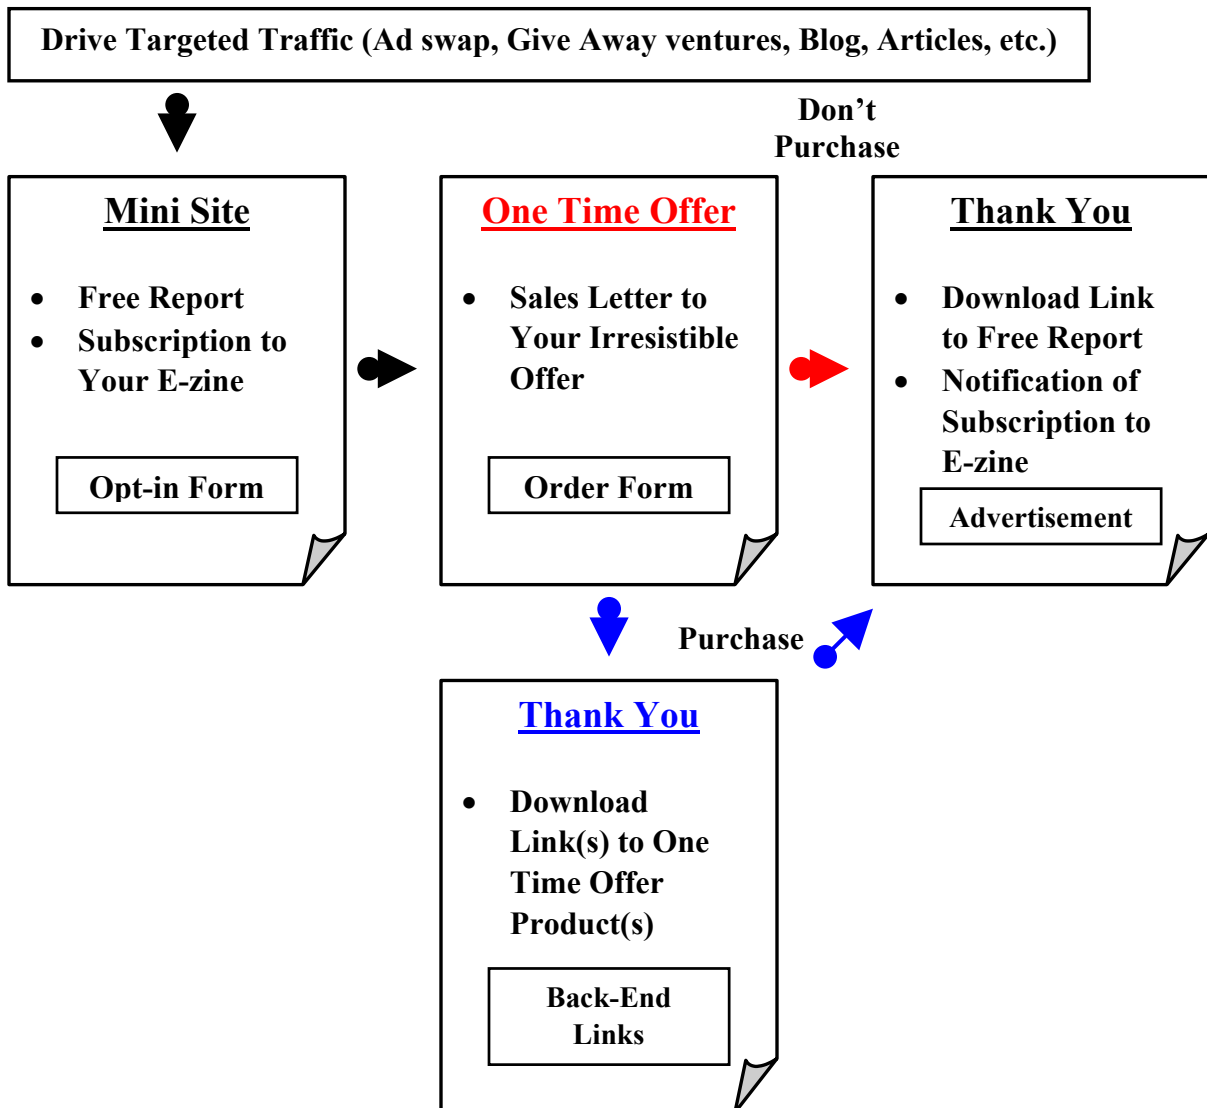 Drive Targeted Traffic (Ad swap, Give Away ventures, Blog, Articles, etc.)
Don’t
Purchase
Mini Site
• Free Report
• Subscription to
Your E-zine
Opt-in Form
One Time Offer
• Sales Letter to
Your Irresistible
Offer
Order Form
Thank You
• Download Link
to Free Report
• Notification of
Subscription to
E-zine
Advertisement
Purchase
Thank You
• Download
Link(s) to One
Time Offer
Product(s)
Back-End
Links